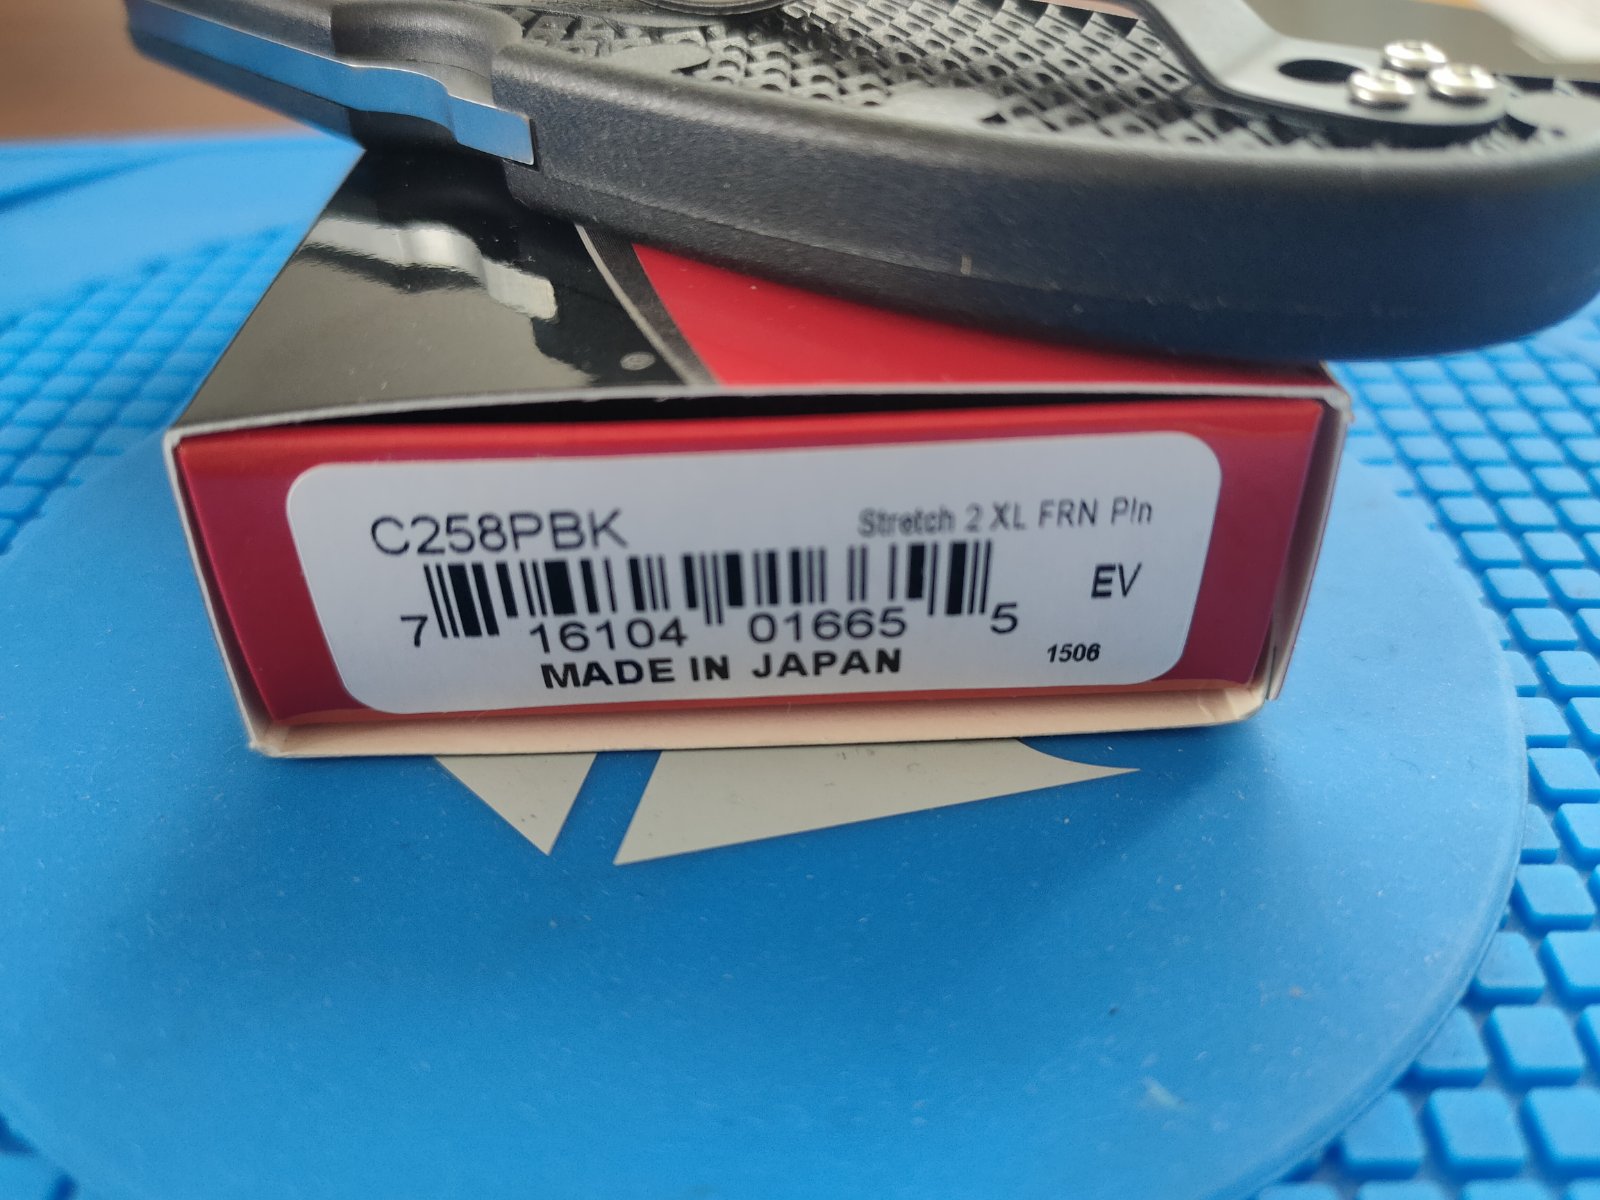 C258PBK
Stretch 2 XL FRN Pln
EV
7 16104 01665 5
MADE IN JAPAN
1506